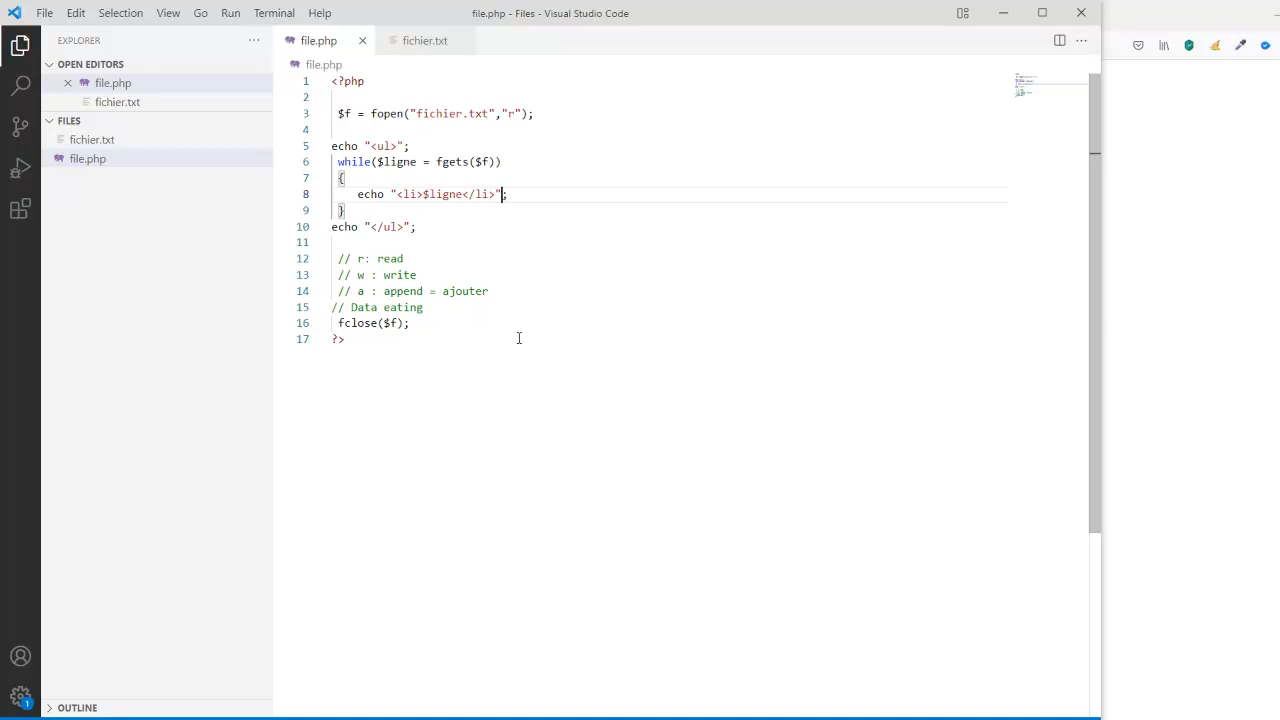 File Edit Selection View Go Run Terminal Help
file.php - Files - Visual Studio Code
EXPLORER
OPEN EDITORS
file.php
fichier.txt
FILES
fichier.txt
file.php
OUTLINE
1
file.php
fichier.txt
file.php
1 <?php
2
3 $f = fopen("fichier.txt","r");
4
5 echo "<ul>";
6 while($ligne = fgets($f))
7 {
8 echo "<li>$ligne</li>";
9 }
10 echo "</ul>";
11
12 // r: read
13 // w : write
14 // a : append = ajouter
15 // Data eating
16 fclose($f);
17 ?>